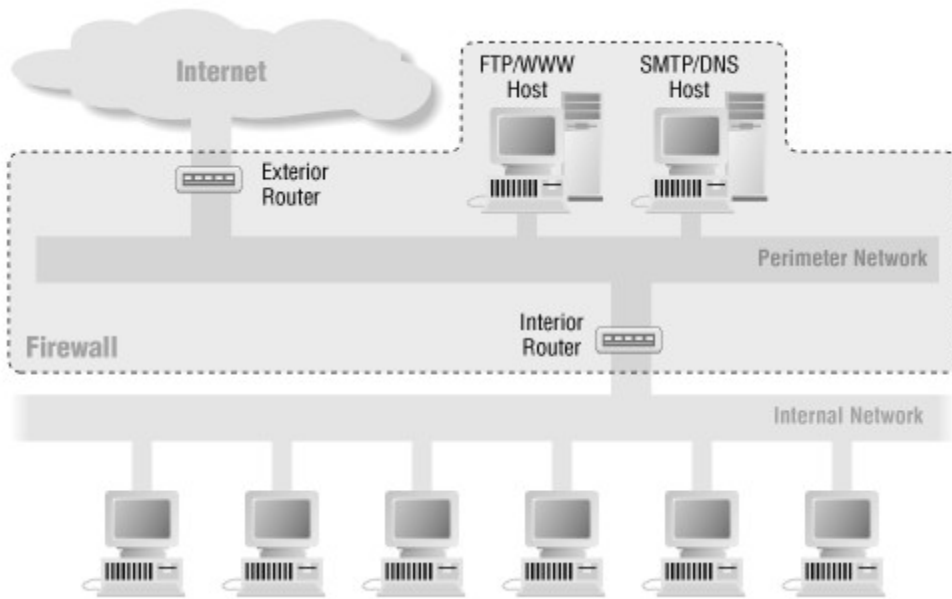 Internet
FTP/WWW
Host
SMTP/DNS
Host
Exterior
Router
Perimeter Network
Interior
Router
Firewall
Internal Network